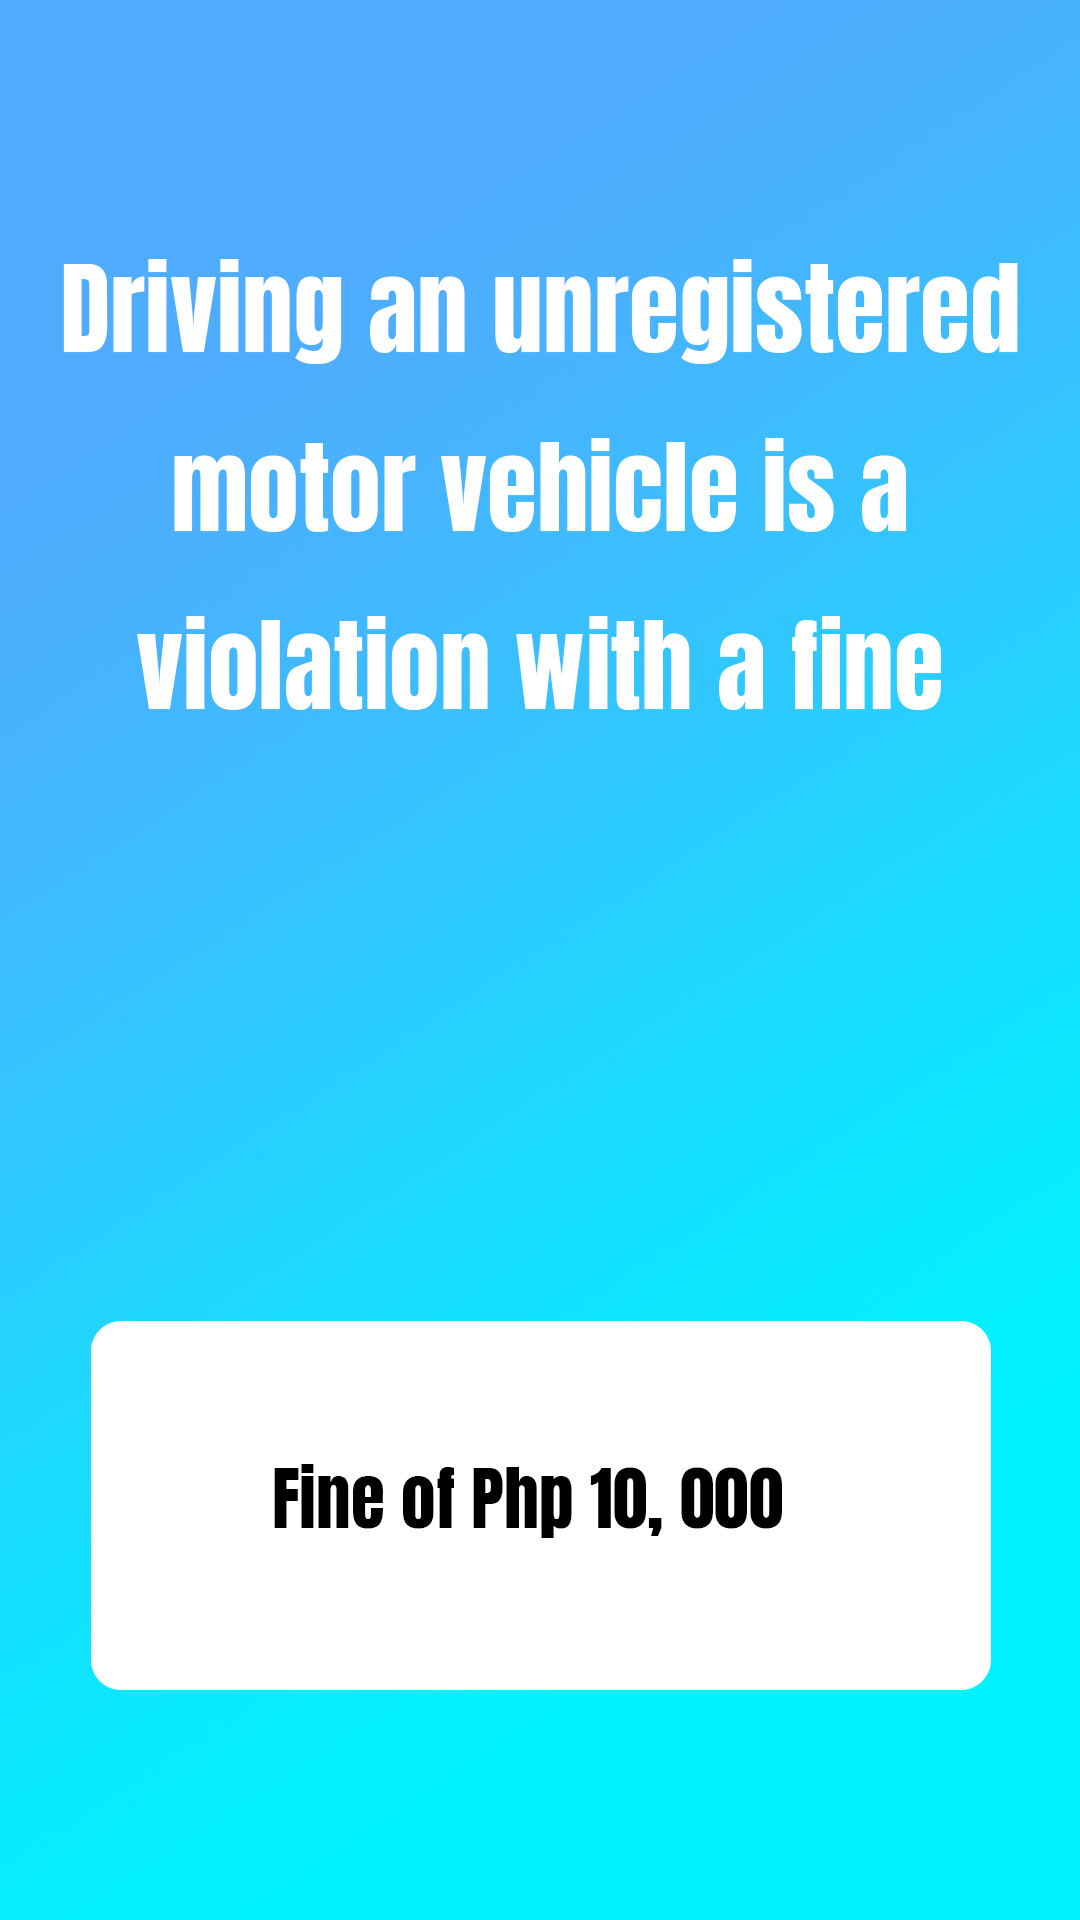 Driving an unregistered
motor vehicle is a
violation with a fine
Fine of Php 10, 000